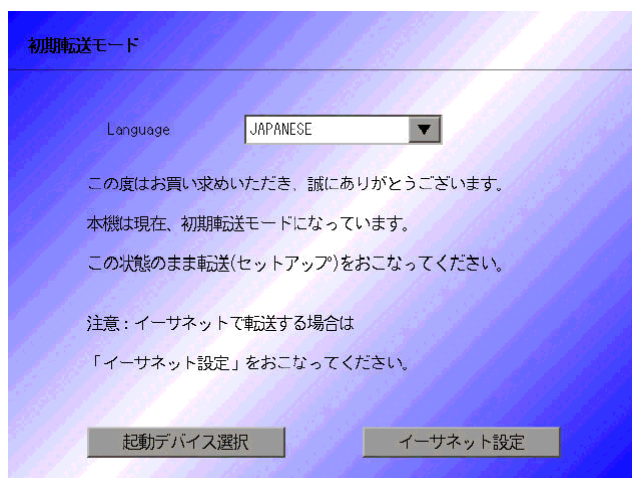 初期転送モード
Language JAPANESE
この度はお買い求めいただき、誠にありがとうございます。
本機は現在、初期転送モードになっています。
この状態のまま転送(セットアップ)をおこなってください。
注意：イーサネットで転送する場合は
「イーサネット設定」をおこなってください。
起動デバイス選択 イーサネット設定